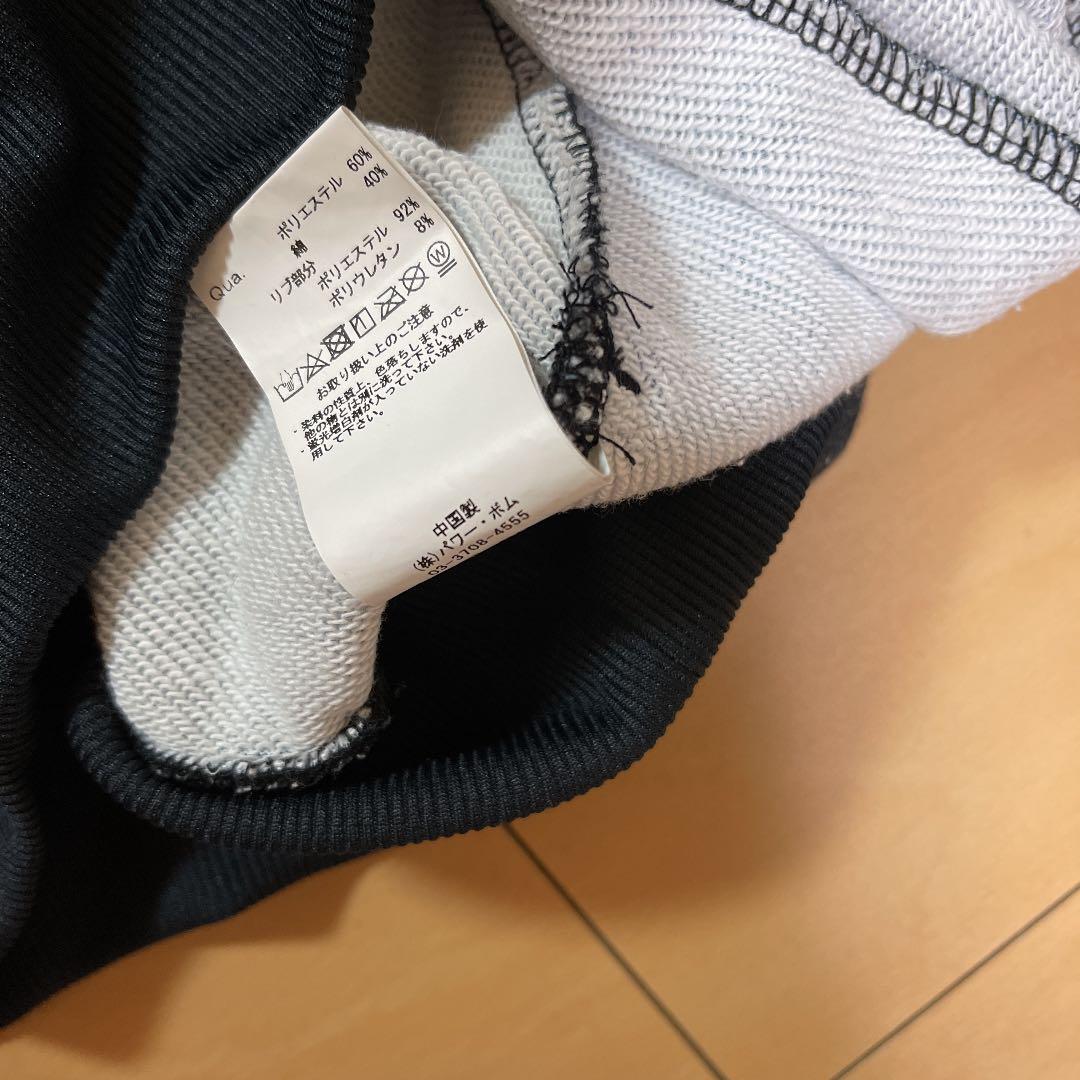 Qua. ポリエステル 60%
綿 40%
リブ部分 ポリエステル 92%
ポリウレタン 8%
W
お取り扱い上のご注意
・染料の性質上、色落ちしますので、
他の物とは別に洗って下さい。
・蛍光増白剤が入っていない洗剤を使
用して下さい。
中国製
(株)パワー・ボム
03-3708-4555